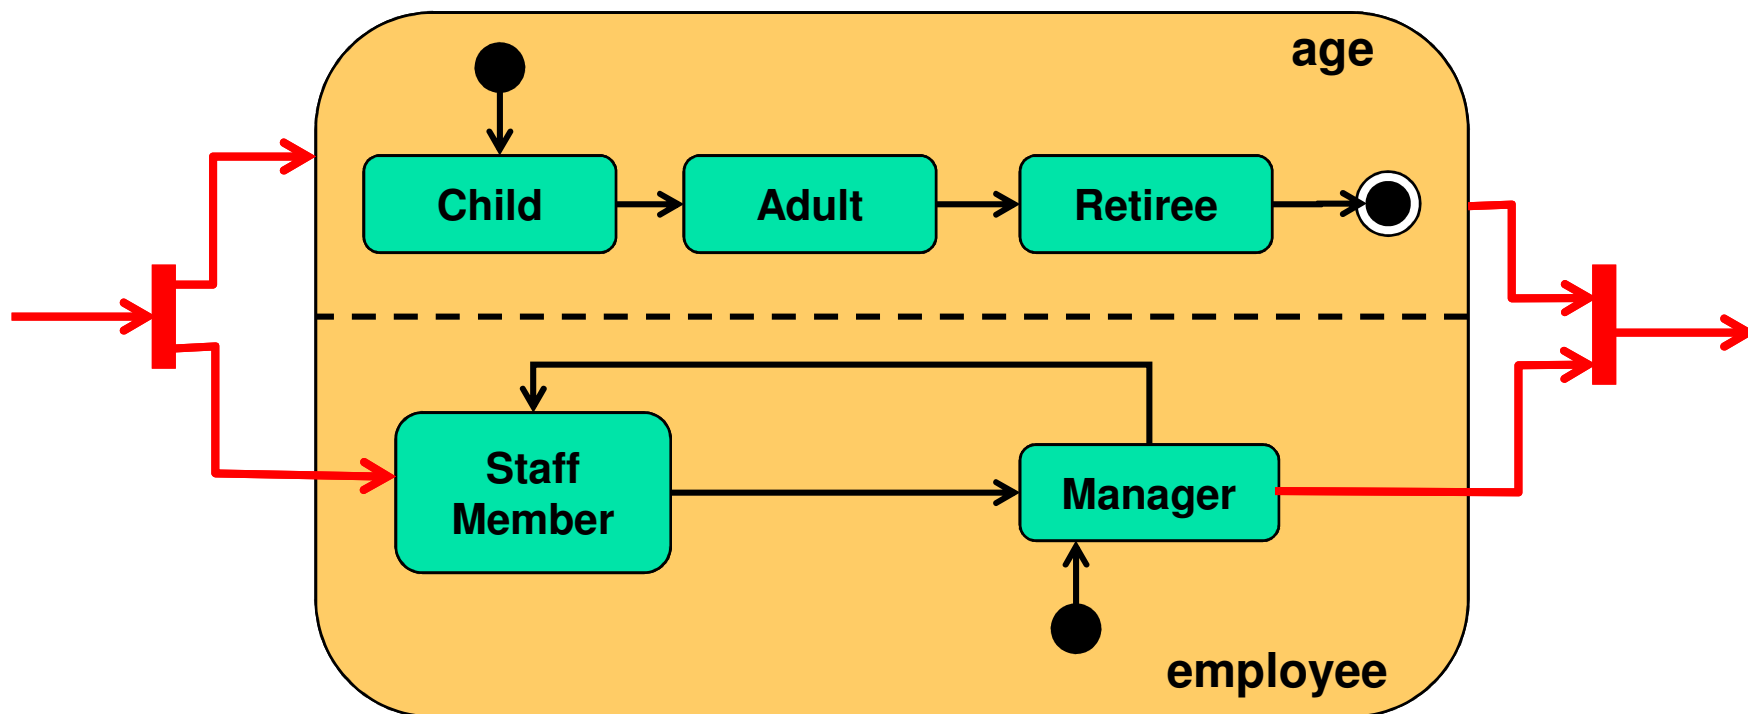 age
Child
Adult
Retiree
Staff
Member
Manager
employee